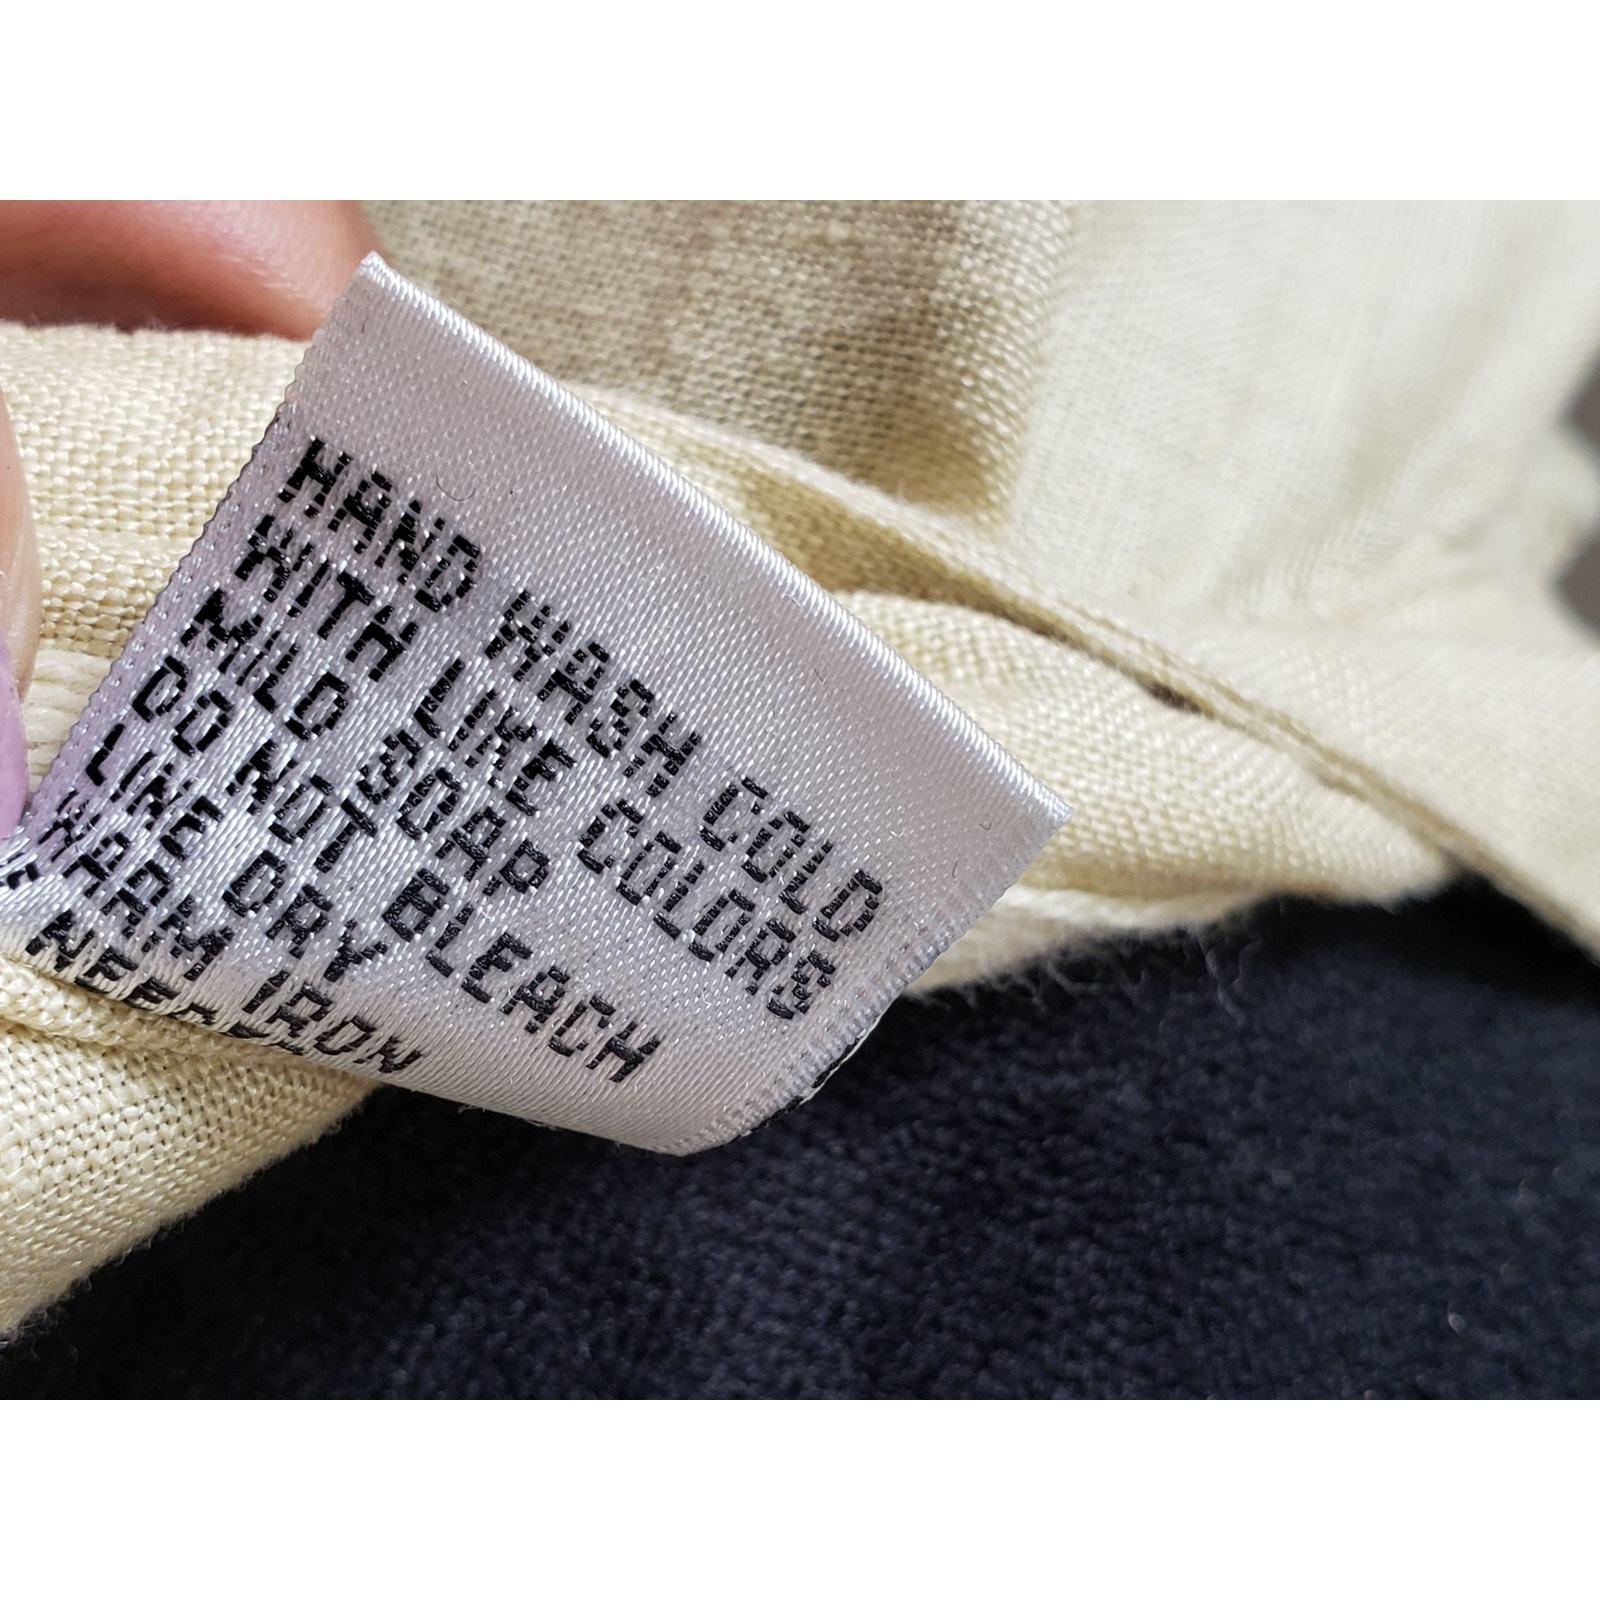 HAND WASH COLD
WITH LIKE COLORS
MILD SOAP
DO NOT BLEACH
LINE DRY
WARM IRON